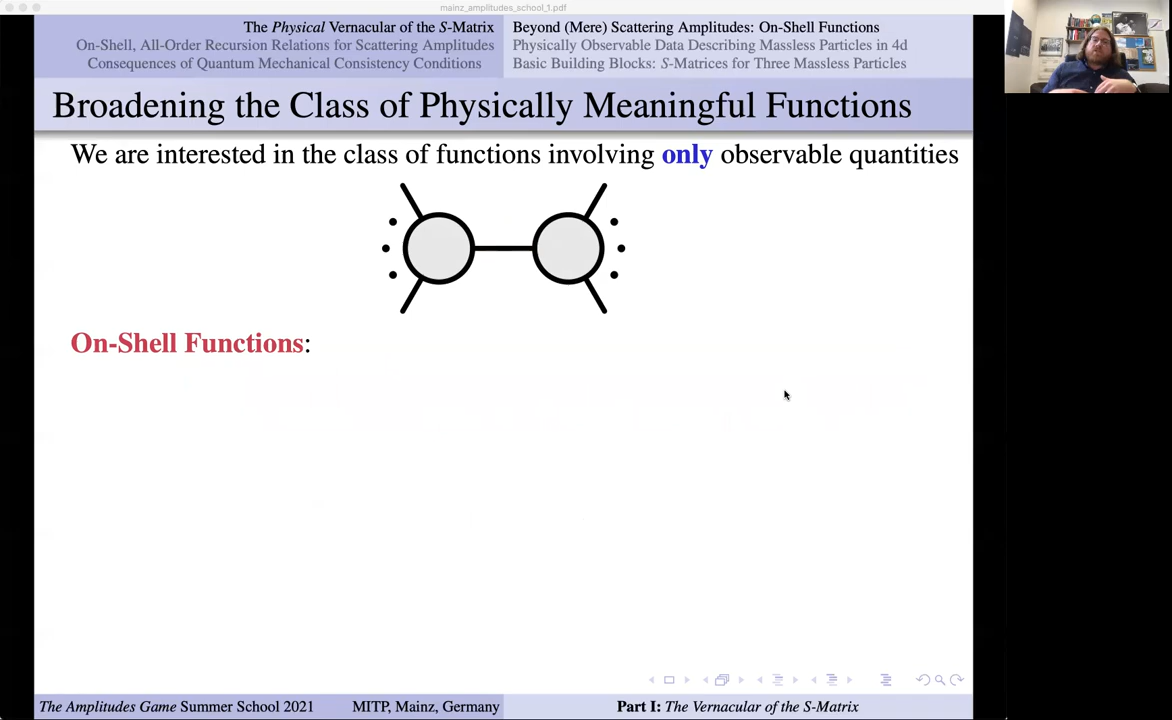 mainz_amplitudes_school_1.pdf
The Physical Vernacular of the S-Matrix
On-Shell, All-Order Recursion Relations for Scattering Amplitudes
Consequences of Quantum Mechanical Consistency Conditions
Beyond (Mere) Scattering Amplitudes: On-Shell Functions
Physically Observable Data Describing Massless Particles in 4d
Basic Building Blocks: S-Matrices for Three Massless Particles
Broadening the Class of Physically Meaningful Functions
We are interested in the class of functions involving only observable quantities
On-Shell Functions:
The Amplitudes Game Summer School 2021 MITP, Mainz, Germany
Part I: The Vernacular of the S-Matrix